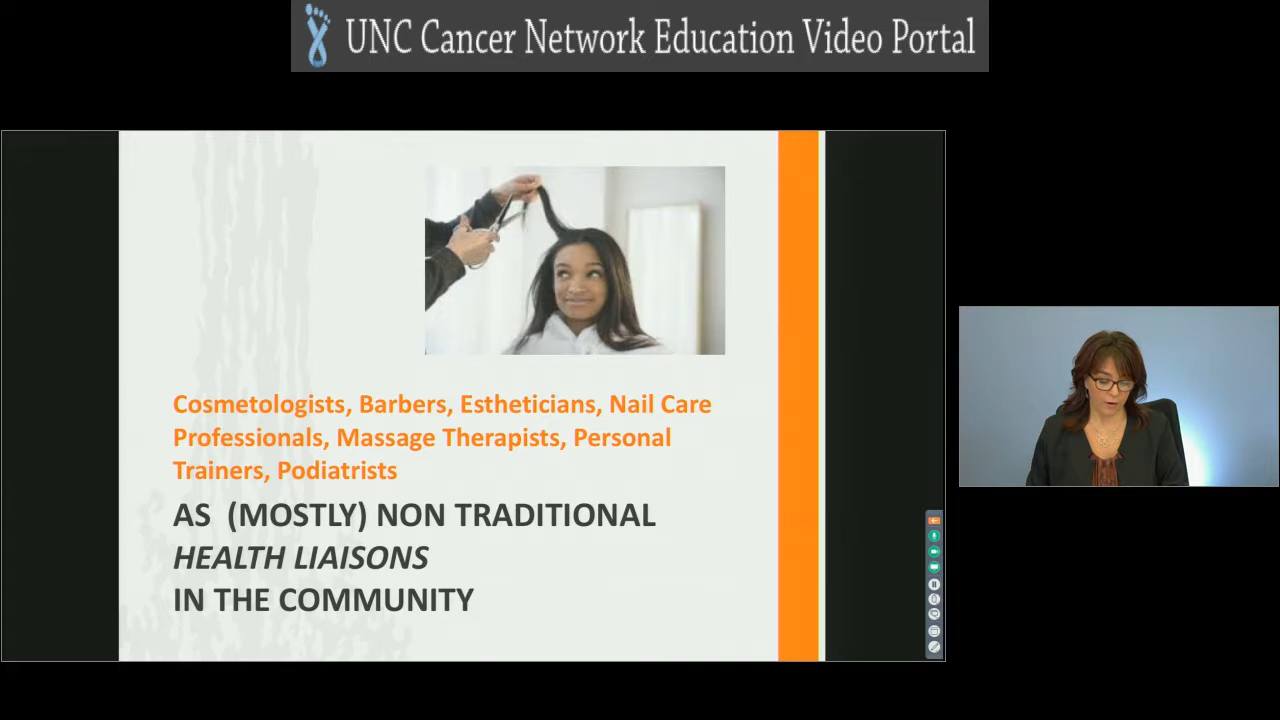 UNC Cancer Network Education Video Portal
Cosmetologists, Barbers, Estheticians, Nail Care
Professionals, Massage Therapists, Personal
Trainers, Podiatrists
AS (MOSTLY) NON TRADITIONAL
HEALTH LIAISONS
IN THE COMMUNITY